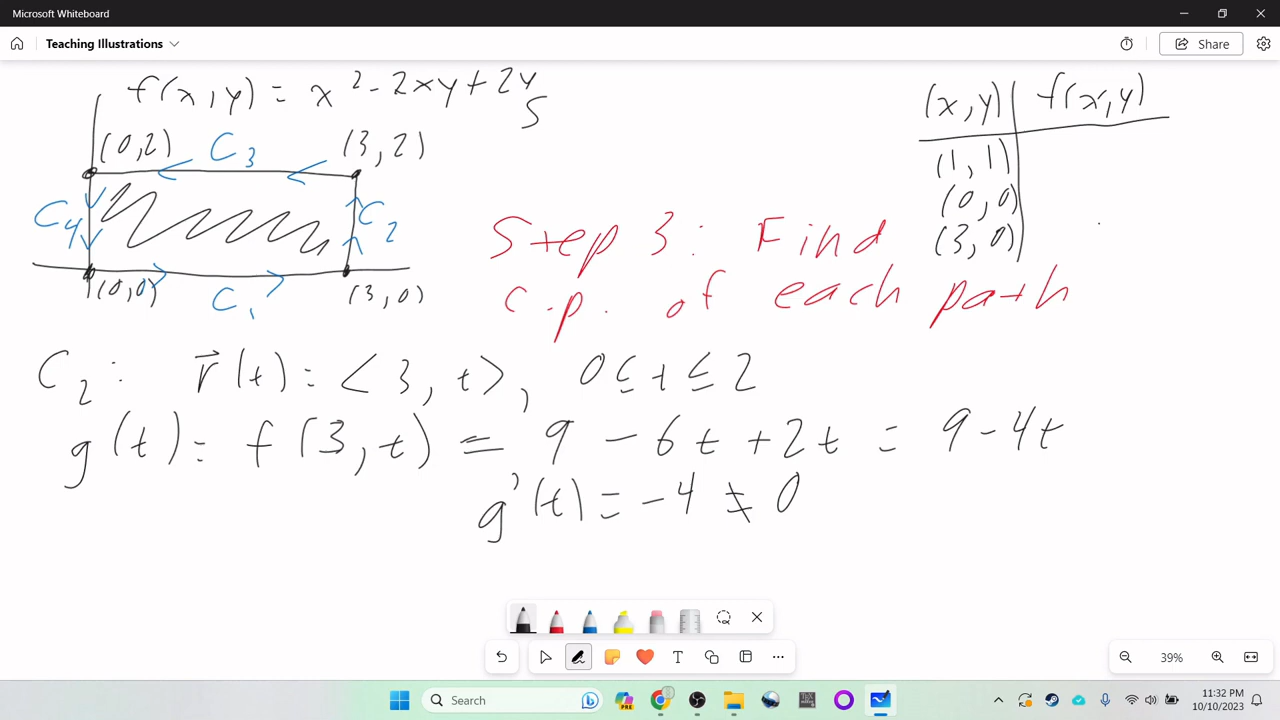 Microsoft Whiteboard
Teaching Illustrations
Share
f(x,y) = x² - 2xy + 2y
S
(x,y) f(x,y)
(0,2) C3 (3,2)
(1,1)
C4 C2
(0,0)
(3,0)
(0,0) C1 (3,0)
Step 3: Find
c.p. of each path
C2: r⃗(t) = <3, t>, 0 ≤ t ≤ 2
g(t) = f(3,t) = 9 - 6t + 2t = 9 - 4t
g'(t) = -4 ≠ 0
39%
Search
PRE
11:32 PM
10/10/2023